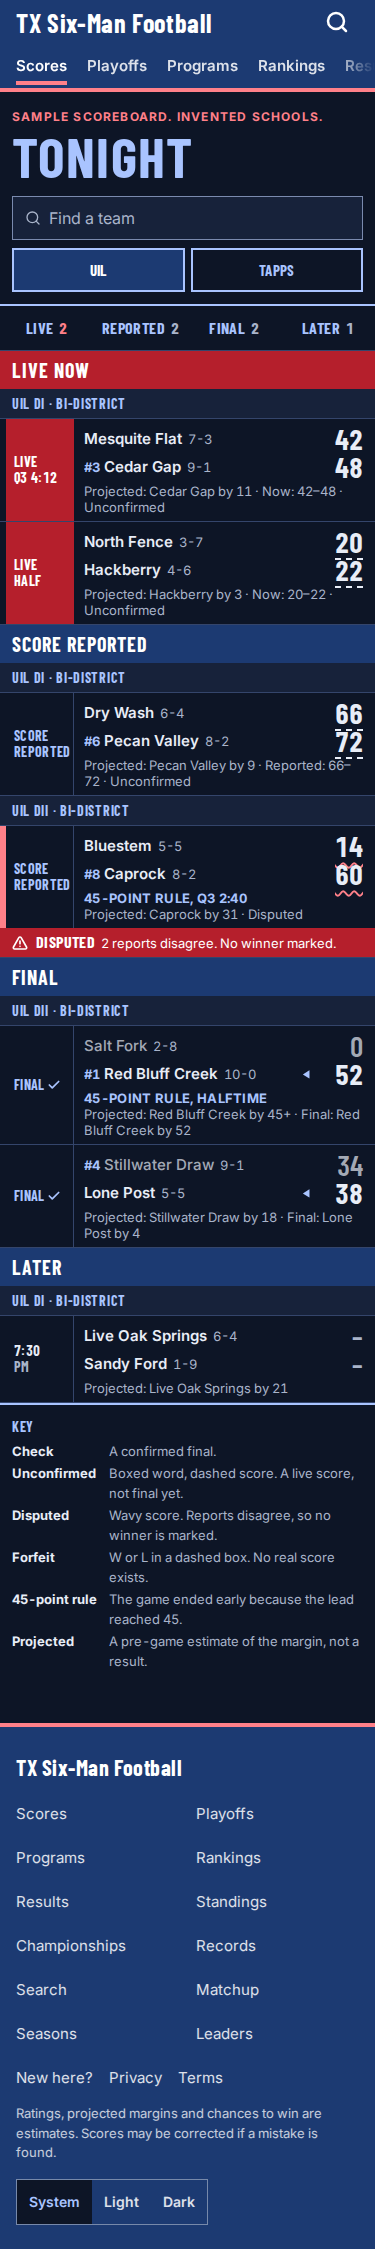 TX Six-Man Football
Scores Playoffs Programs Rankings Res
SAMPLE SCOREBOARD. INVENTED SCHOOLS.
TONIGHT
Find a team
UIL TAPPS
LIVE 2 REPORTED 2 FINAL 2 LATER 1
LIVE NOW
UIL DI · BI-DISTRICT
LIVE
Q3 4:12
Mesquite Flat 7-3 42
#3 Cedar Gap 9-1 48
Projected: Cedar Gap by 11 · Now: 42–48 ·
Unconfirmed
LIVE
HALF
North Fence 3-7 20
Hackberry 4-6 22
Projected: Hackberry by 3 · Now: 20–22 ·
Unconfirmed
SCORE REPORTED
UIL DI · BI-DISTRICT
SCORE
REPORTED
Dry Wash 6-4 66
#6 Pecan Valley 8-2 72
Projected: Pecan Valley by 9 · Reported: 66–
72 · Unconfirmed
UIL DII · BI-DISTRICT
SCORE
REPORTED
Bluestem 5-5 14
#8 Caprock 8-2 60
45-POINT RULE, Q3 2:40
Projected: Caprock by 31 · Disputed
DISPUTED 2 reports disagree. No winner marked.
FINAL
UIL DII · BI-DISTRICT
FINAL ✓
Salt Fork 2-8 0
#1 Red Bluff Creek 10-0 ◄ 52
45-POINT RULE, HALFTIME
Projected: Red Bluff Creek by 45+ · Final: Red
Bluff Creek by 52
FINAL ✓
#4 Stillwater Draw 9-1 34
Lone Post 5-5 ◄ 38
Projected: Stillwater Draw by 18 · Final: Lone
Post by 4
LATER
UIL DI · BI-DISTRICT
7:30
PM
Live Oak Springs 6-4 –
Sandy Ford 1-9 –
Projected: Live Oak Springs by 21
KEY
Check A confirmed final.
Unconfirmed Boxed word, dashed score. A live score,
not final yet.
Disputed Wavy score. Reports disagree, so no
winner is marked.
Forfeit W or L in a dashed box. No real score
exists.
45-point rule The game ended early because the lead
reached 45.
Projected A pre-game estimate of the margin, not a
result.
TX Six-Man Football
Scores Playoffs
Programs Rankings
Results Standings
Championships Records
Search Matchup
Seasons Leaders
New here? Privacy Terms
Ratings, projected margins and chances to win are
estimates. Scores may be corrected if a mistake is
found.
System Light Dark